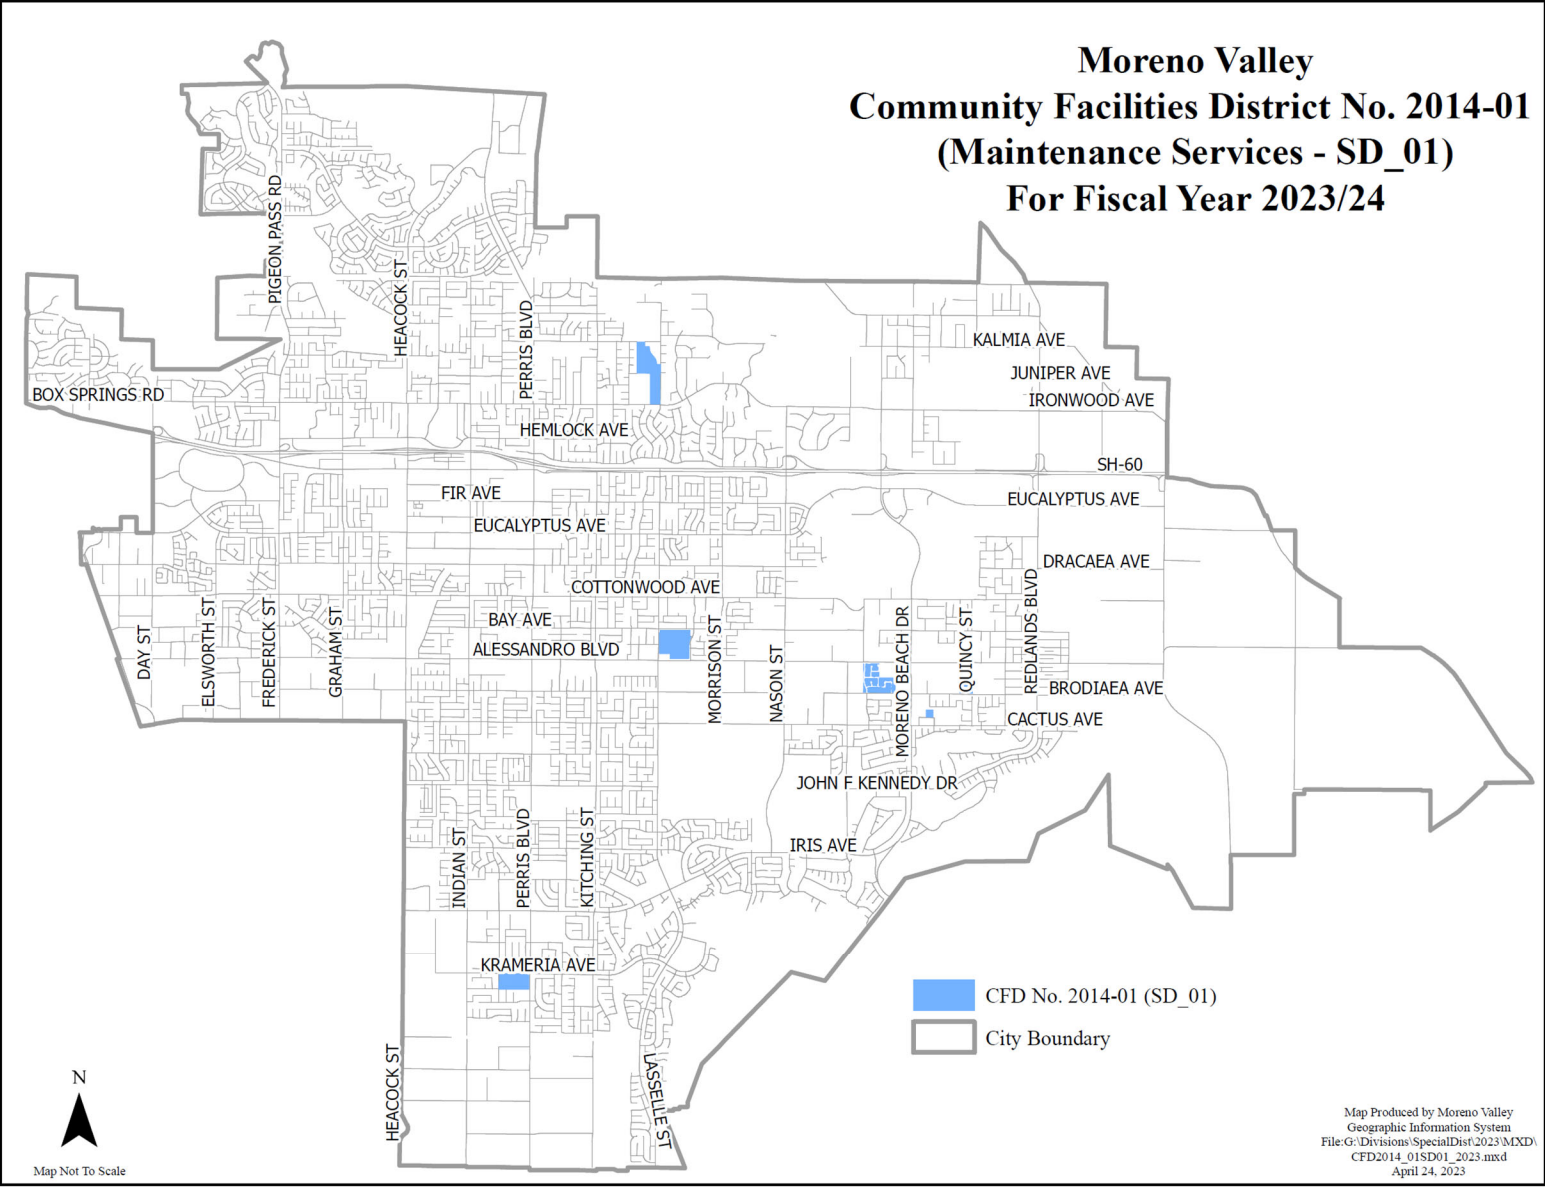 Moreno Valley
Community Facilities District No. 2014-01
(Maintenance Services - SD_01)
For Fiscal Year 2023/24
PIGEON PASS RD
HEACOCK ST
PERRIS BLVD
KALMIA AVE
JUNIPER AVE
BOX SPRINGS RD
IRONWOOD AVE
HEMLOCK AVE
SH-60
FIR AVE
EUCALYPTUS AVE
EUCALYPTUS AVE
DRACAEA AVE
COTTONWOOD AVE
BAY AVE
ALESSANDRO BLVD
DAY ST
ELSWORTH ST
FREDERICK ST
GRAHAM ST
MORRISON ST
NASON ST
MORENO BEACH DR
QUINCY ST
REDLANDS BLVD
BRODIAEA AVE
CACTUS AVE
JOHN F KENNEDY DR
IRIS AVE
INDIAN ST
PERRIS BLVD
KITCHING ST
KRAMERIA AVE
HEACOCK ST
LASSELLE ST
CFD No. 2014-01 (SD_01)
City Boundary
N
Map Not To Scale
Map Produced by Moreno Valley
Geographic Information System
File:G:\Divisions\SpecialDist\2023\MXD\
CFD2014_01SD01_2023.mxd
April 24, 2023